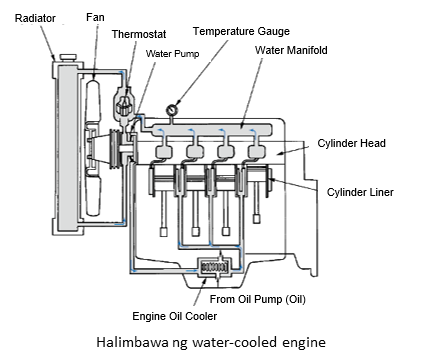 Radiator
Fan
Thermostat
Temperature Gauge
Water Pump
Water Manifold
Cylinder Head
Cylinder Liner
From Oil Pump (Oil)
Engine Oil Cooler
Halimbawa ng water-cooled engine